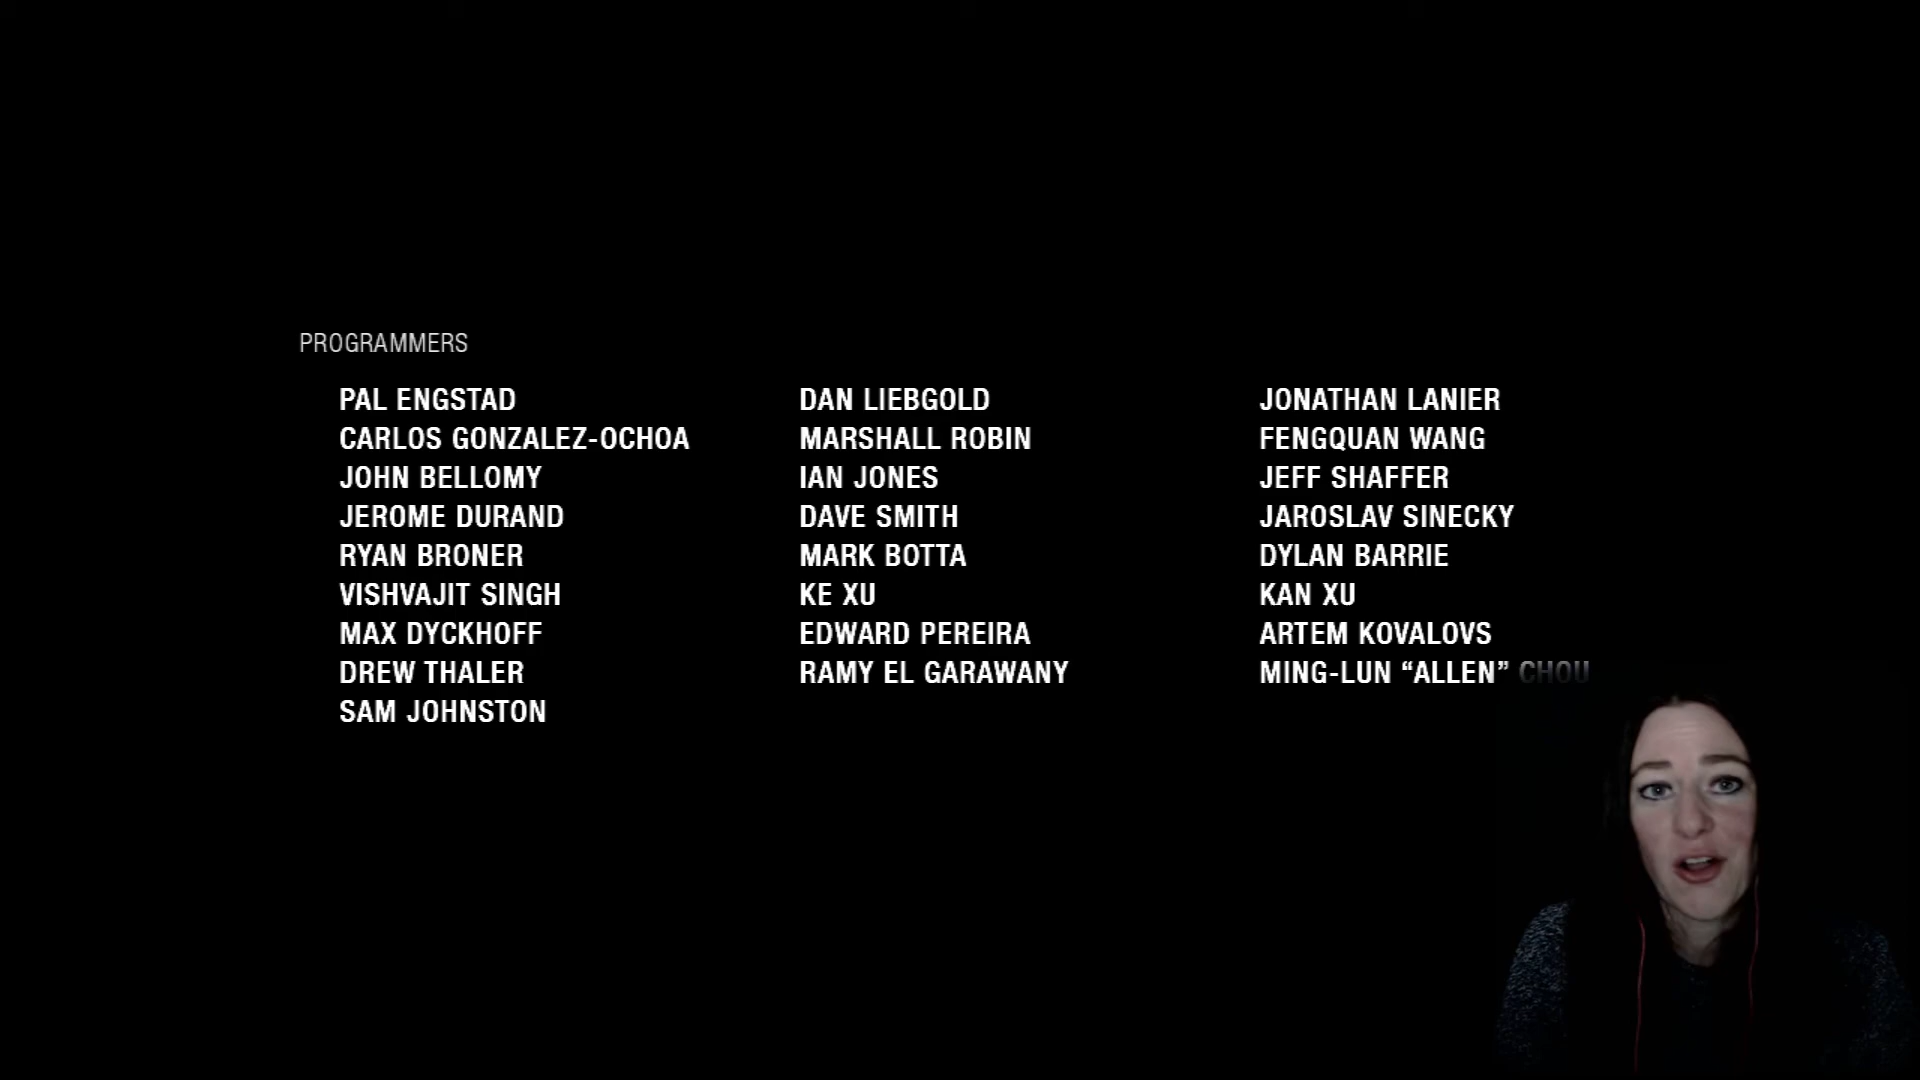 PROGRAMMERS
PAL ENGSTAD
CARLOS GONZALEZ-OCHOA
JOHN BELLOMY
JEROME DURAND
RYAN BRONER
VISHVAJIT SINGH
MAX DYCKHOFF
DREW THALER
SAM JOHNSTON
DAN LIEBGOLD
MARSHALL ROBIN
IAN JONES
DAVE SMITH
MARK BOTTA
KE XU
EDWARD PEREIRA
RAMY EL GARAWANY
JONATHAN LANIER
FENGQUAN WANG
JEFF SHAFFER
JAROSLAV SINECKY
DYLAN BARRIE
KAN XU
ARTEM KOVALOVS
MING-LUN “ALLEN” CHOU